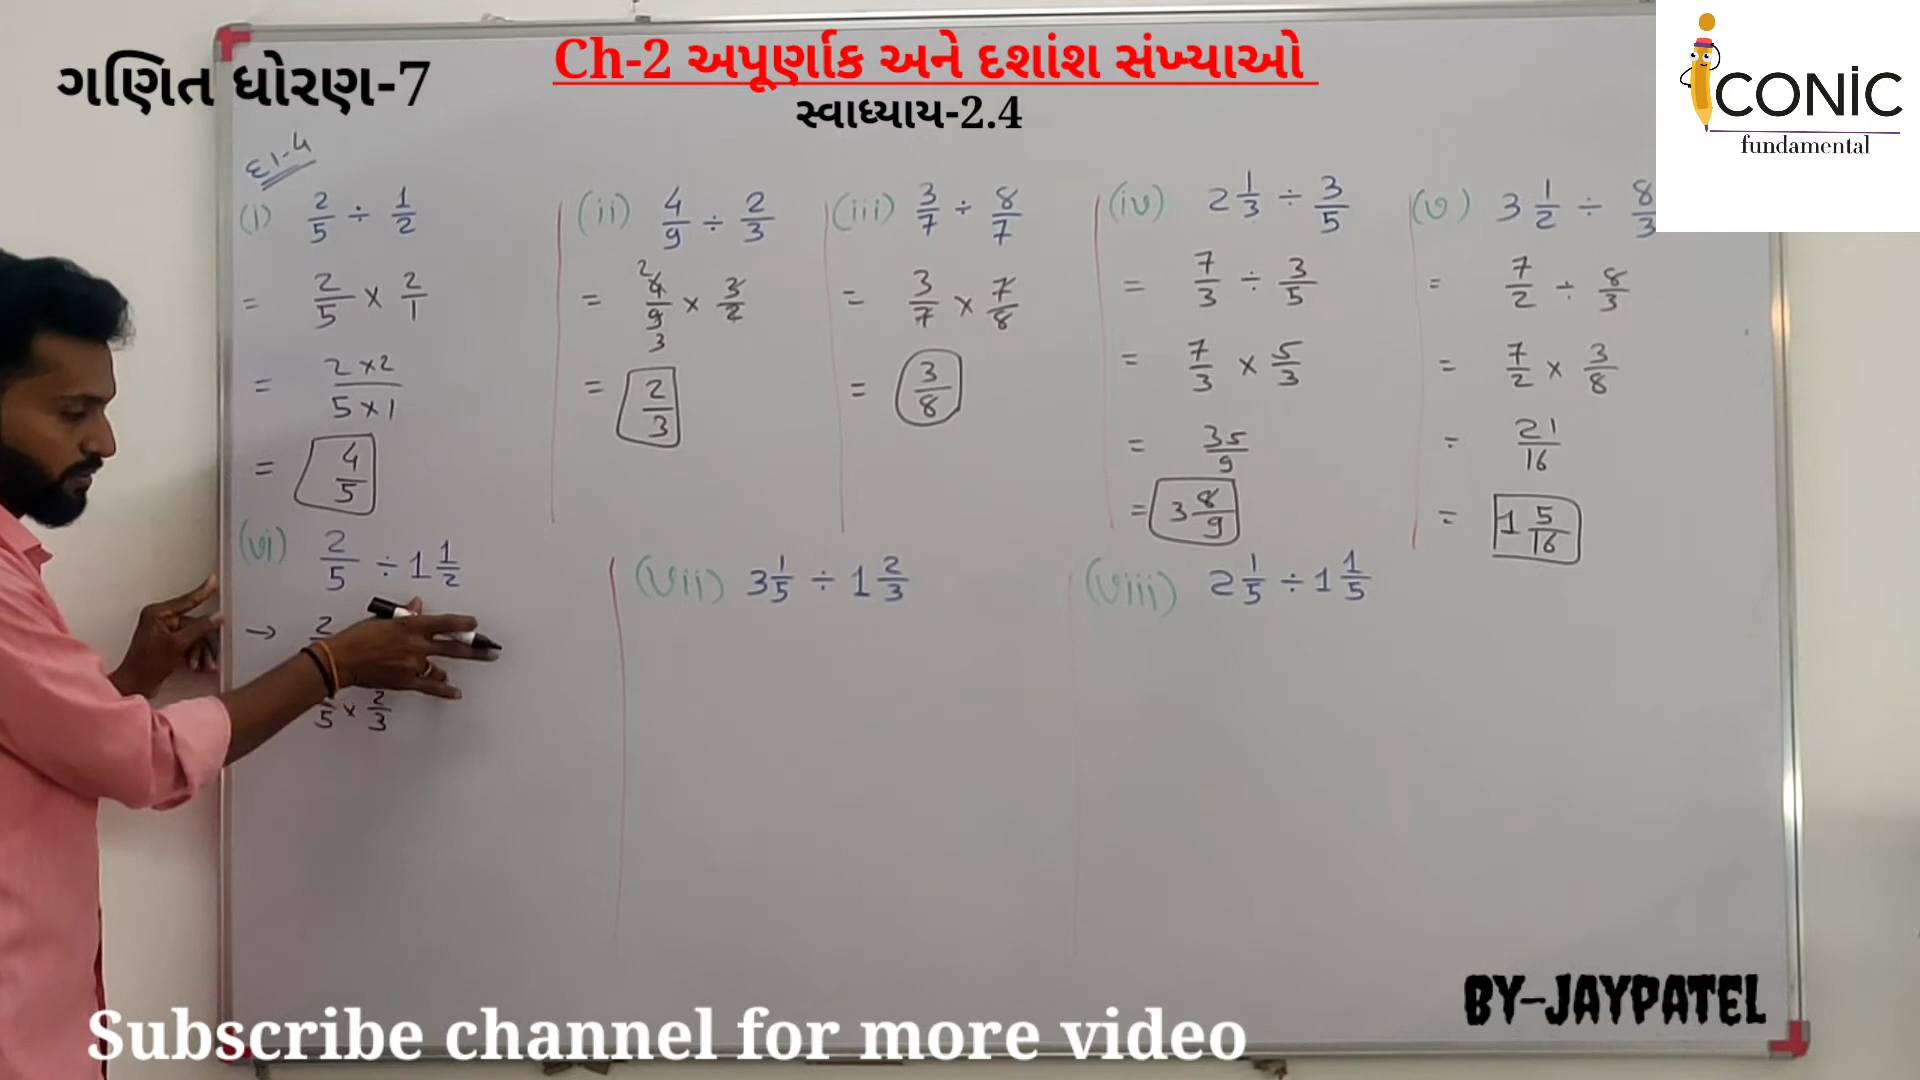 ગણિત ધોરણ-7
Ch-2 અપૂર્ણાક અને દશાંશ સંખ્યાઓ
સ્વાધ્યાય-2.4
iCONiC
fundamental
દા-4
(i) 2/5 ÷ 1/2
= 2/5 × 2/1
= 2×2/5×1
= 4/5
(ii) 4/9 ÷ 2/3
= 4/9 × 3/2
2
3
= 2/3
(iii) 3/7 ÷ 8/7
= 3/7 × 7/8
= 3/8
(iv) 2 1/3 ÷ 3/5
= 7/3 ÷ 3/5
= 7/3 × 5/3
= 35/9
= 3 8/9
(v) 3 1/2 ÷ 8/3
= 7/2 ÷ 8/3
= 7/2 × 3/8
= 21/16
= 1 5/16
(vi) 2/5 ÷ 1 1/2
→ 2
5 × 2/3
(vii) 3 1/5 ÷ 1 2/3
(viii) 2 1/5 ÷ 1 1/5
BY-JAYPATEL
Subscribe channel for more video